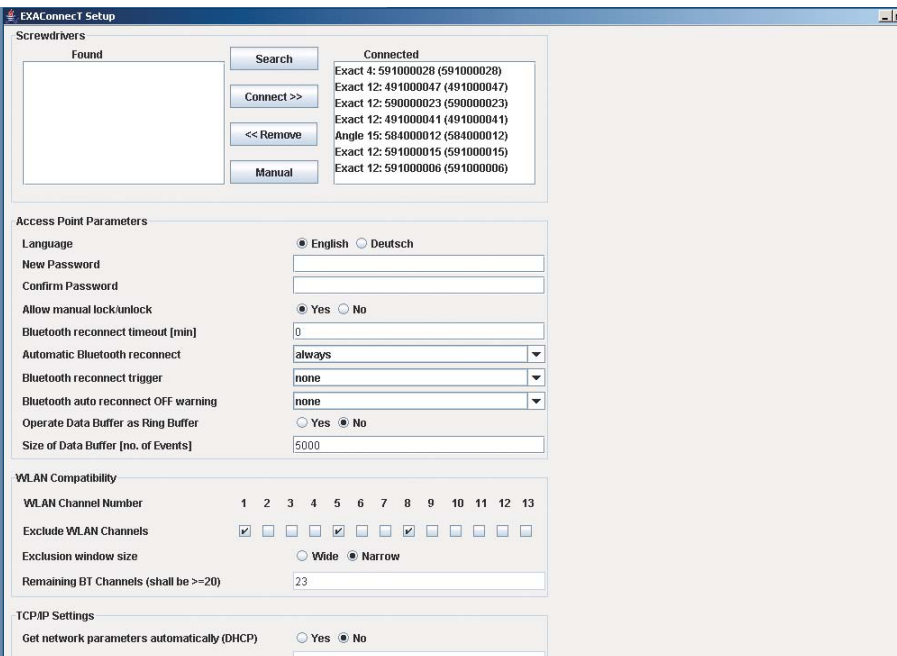 EXAConnecT Setup
Screwdrivers
Found
Search
Connect >>
<< Remove
Manual
Connected
Exact 4: 591000028 (591000028)
Exact 12: 491000047 (491000047)
Exact 12: 590000023 (590000023)
Exact 12: 491000041 (491000041)
Angle 15: 584000012 (584000012)
Exact 12: 591000015 (591000015)
Exact 12: 591000006 (591000006)
Access Point Parameters
Language English Deutsch
New Password
Confirm Password
Allow manual lock/unlock Yes No
Bluetooth reconnect timeout [min] 0
Automatic Bluetooth reconnect always
Bluetooth reconnect trigger none
Bluetooth auto reconnect OFF warning none
Operate Data Buffer as Ring Buffer Yes No
Size of Data Buffer [no. of Events] 5000
WLAN Compatibility
WLAN Channel Number 1 2 3 4 5 6 7 8 9 10 11 12 13
Exclude WLAN Channels
Exclusion window size Wide Narrow
Remaining BT Channels (shall be >=20) 23
TCP/IP Settings
Get network parameters automatically (DHCP) Yes No